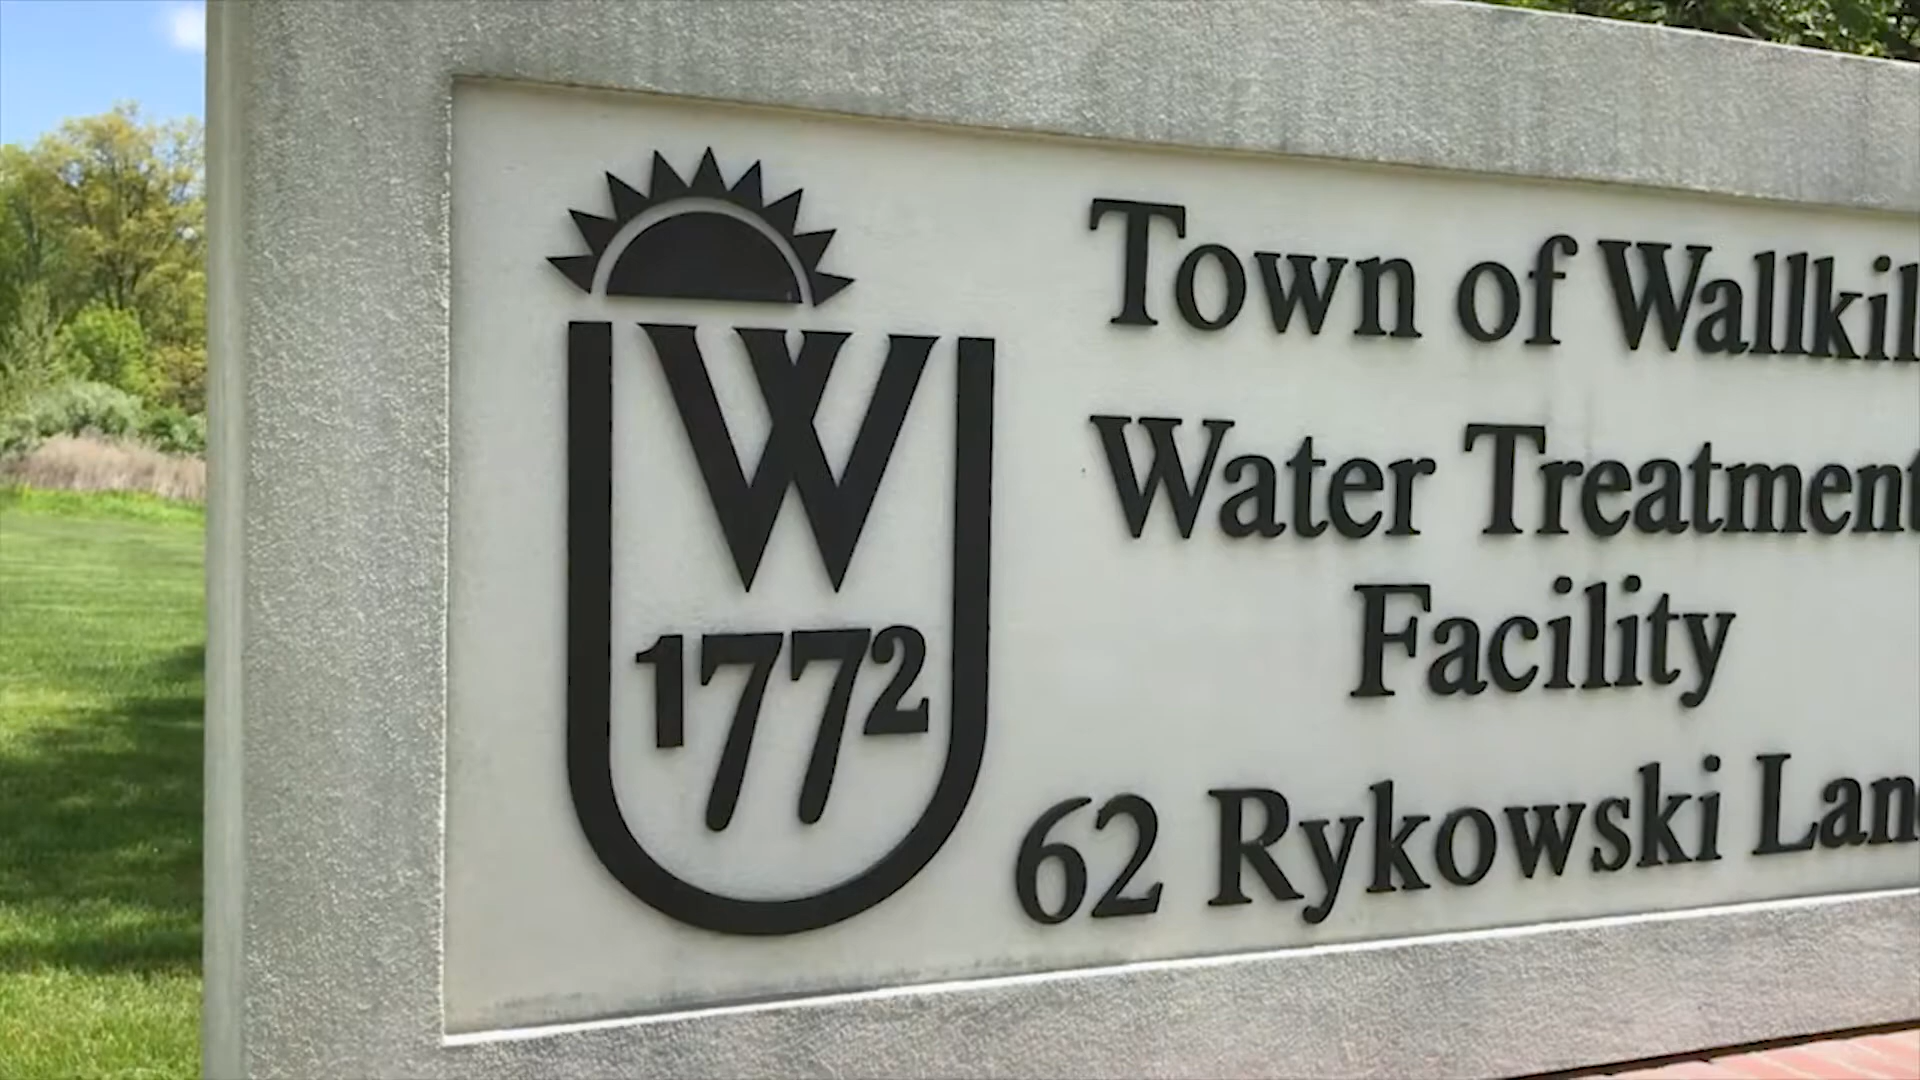 W
1772
Town of Wallkil
Water Treatment
Facility
62 Rykowski Lan